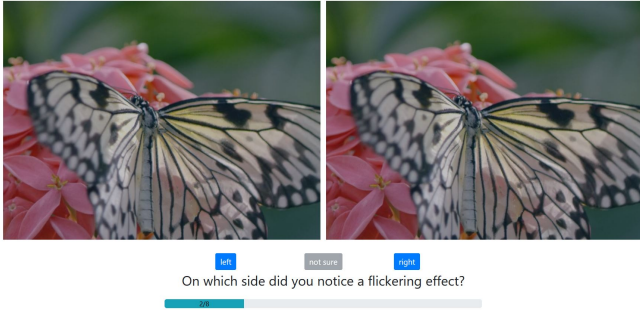 left not sure right
On which side did you notice a flickering effect?
2/8